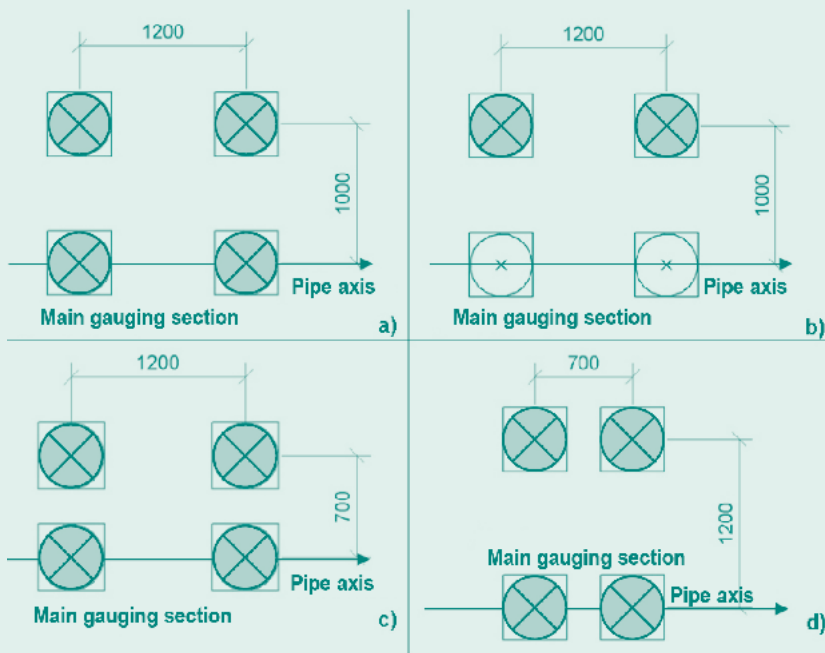 1200
1000
Pipe axis
Main gauging section
a)
1200
1000
Pipe axis
Main gauging section
b)
1200
700
Pipe axis
Main gauging section
c)
700
1200
Main gauging section
Pipe axis
d)